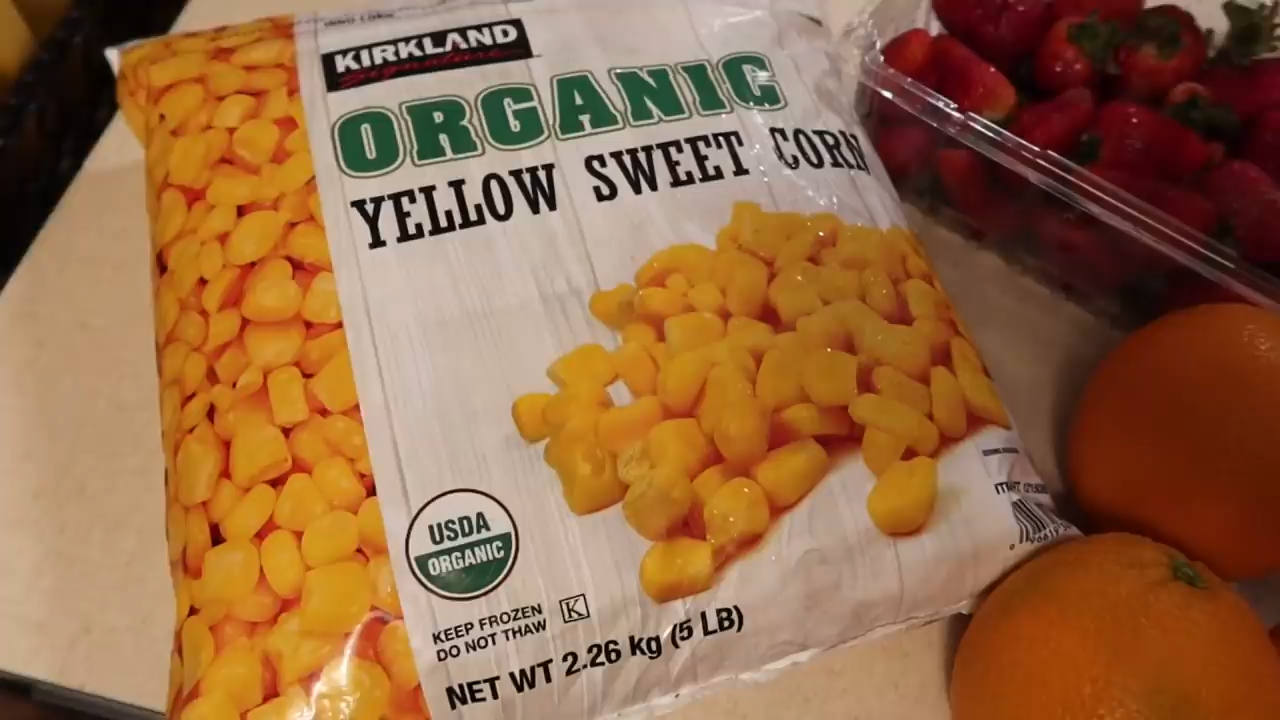 KIRKLAND
Signature
ORGANIC
YELLOW SWEET CORN
USDA
ORGANIC
KEEP FROZEN
DO NOT THAW
K
NET WT 2.26 kg (5 LB)